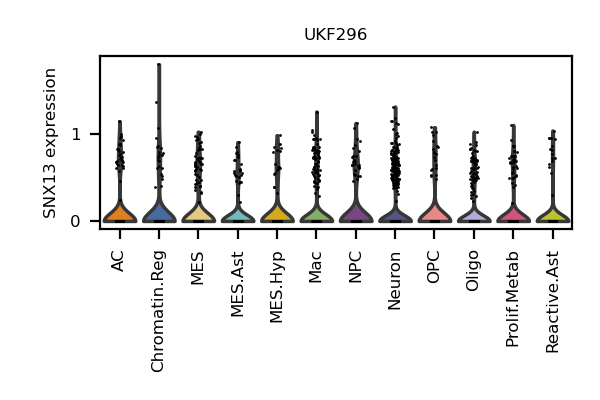 UKF296
SNX13 expression
1
0
AC
Chromatin.Reg
MES
MES.Ast
MES.Hyp
Mac
NPC
Neuron
OPC
Oligo
Prolif.Metab
Reactive.Ast